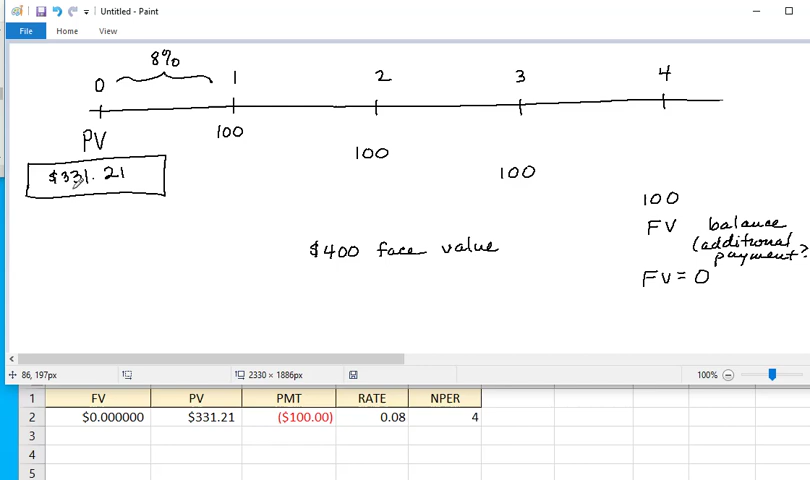 Untitled - Paint
File Home View
8%
0 1 2 3 4
PV 100
100
$331.21
100
100
FV balance
(additional
payment?
$400 face value
FV = 0
86, 197px 2330 × 1886px 100%
1 FV PV PMT RATE NPER
2 $0.000000 $331.21 ($100.00) 0.08 4
3
4
5